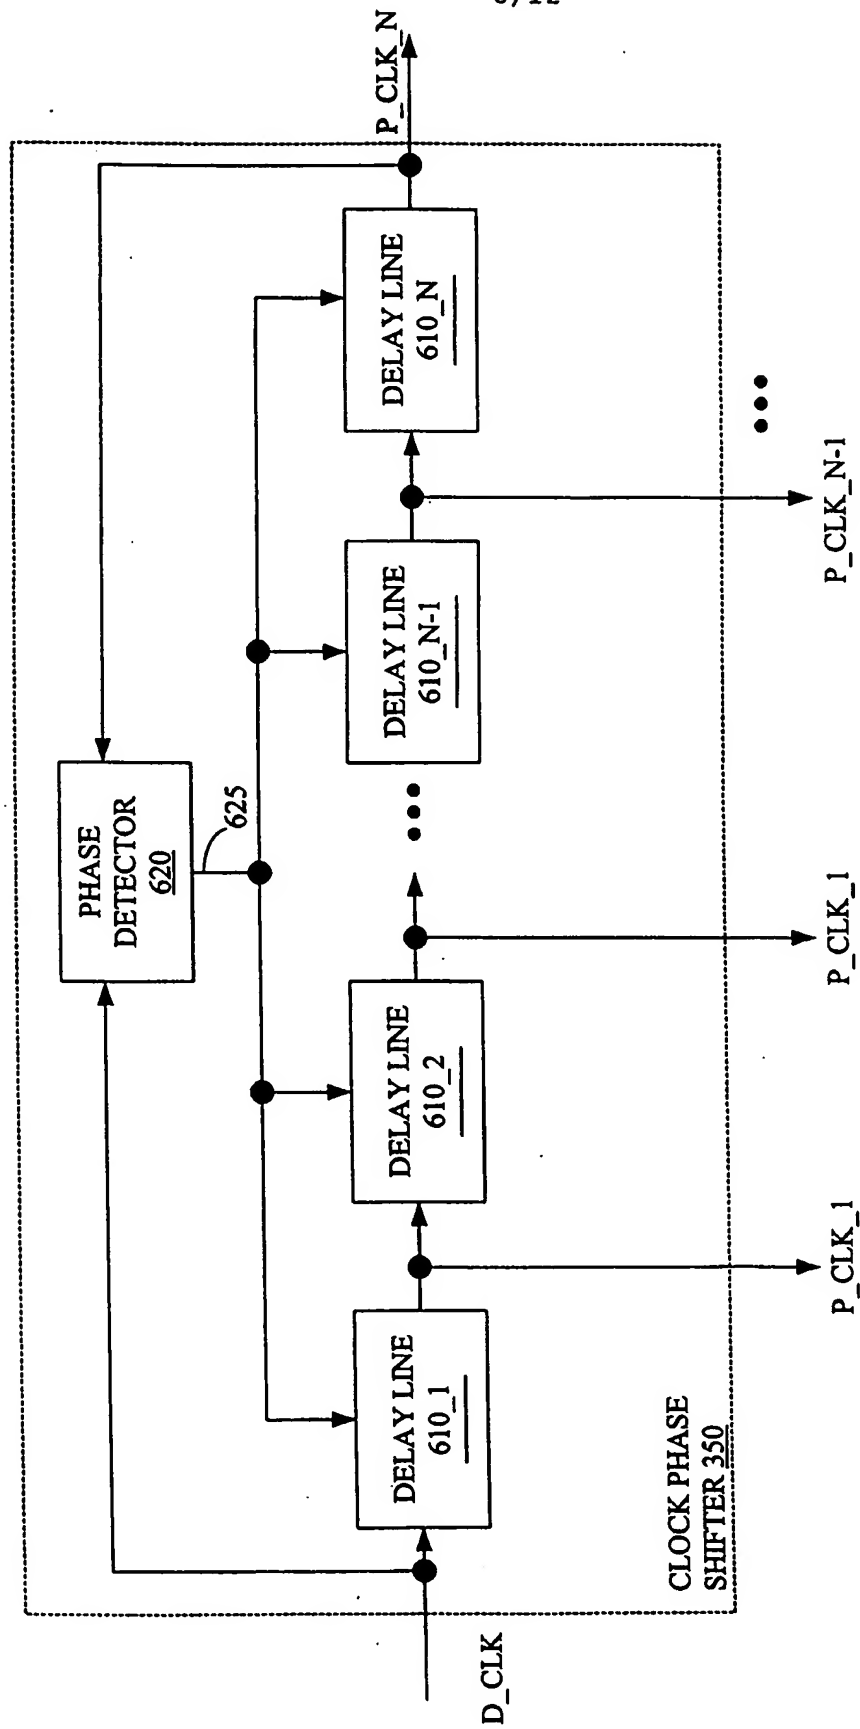 PHASE
DETECTOR
620
625
DELAY LINE
610_1
DELAY LINE
610_2
DELAY LINE
610_N-1
DELAY LINE
610_N
D_CLK
P_CLK_N
CLOCK PHASE
SHIFTER 350
P_CLK_1
P_CLK_1
P_CLK_N-1